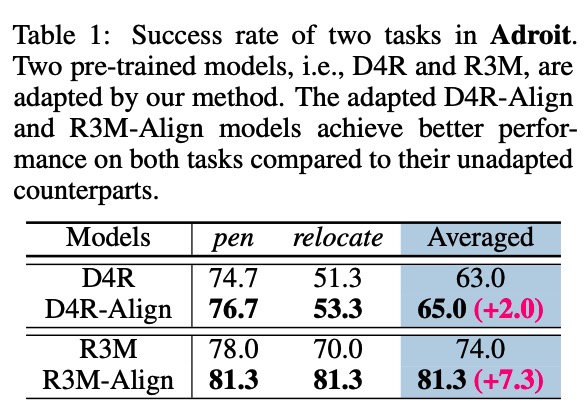 Table 1: Success rate of two tasks in Adroit.
Two pre-trained models, i.e., D4R and R3M, are
adapted by our method. The adapted D4R-Align
and R3M-Align models achieve better perfor-
mance on both tasks compared to their unadapted
counterparts.
Models pen relocate Averaged
D4R 74.7 51.3 63.0
D4R-Align 76.7 53.3 65.0 (+2.0)
R3M 78.0 70.0 74.0
R3M-Align 81.3 81.3 81.3 (+7.3)